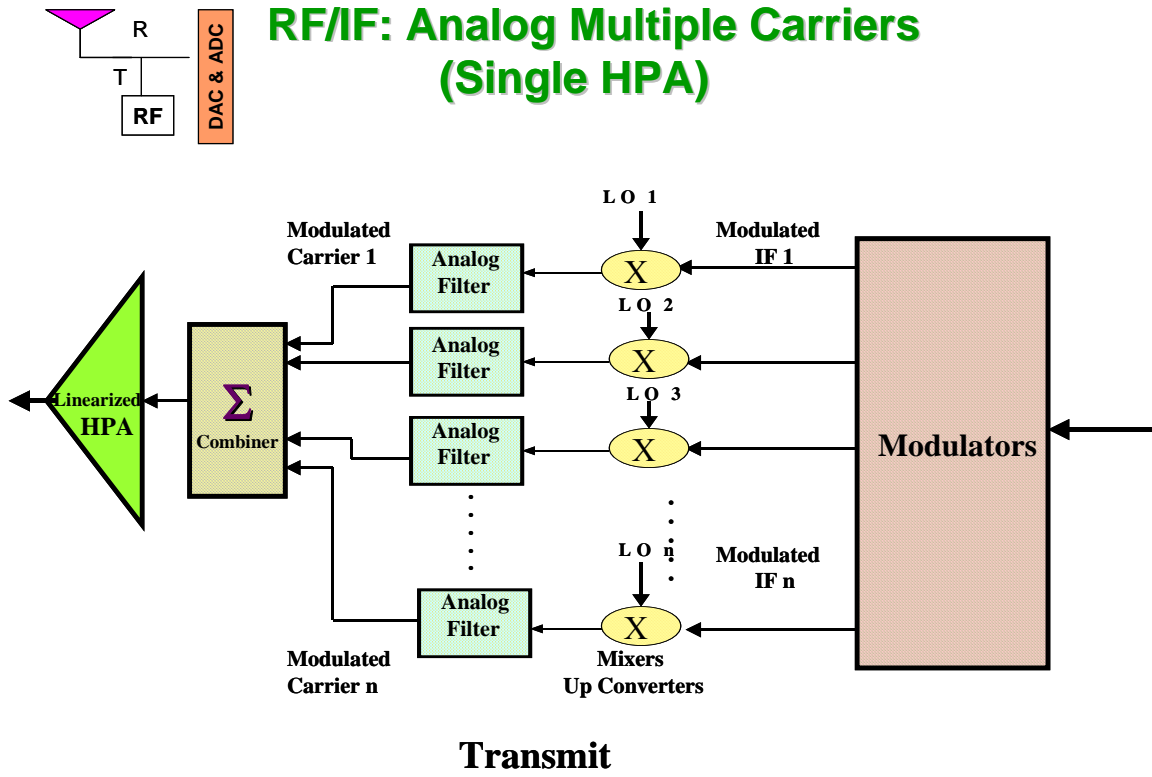 RF/IF: Analog Multiple Carriers
(Single HPA)
R
T
RF
DAC & ADC
LO 1
Modulated
Carrier 1
Analog
Filter
X
Modulated
IF 1
LO 2
Analog
Filter
X
LO 3
Linearized
HPA
Σ
Combiner
Analog
Filter
X
Modulators
LO n
Modulated
IF n
Analog
Filter
X
Modulated
Carrier n
Mixers
Up Converters
Transmit